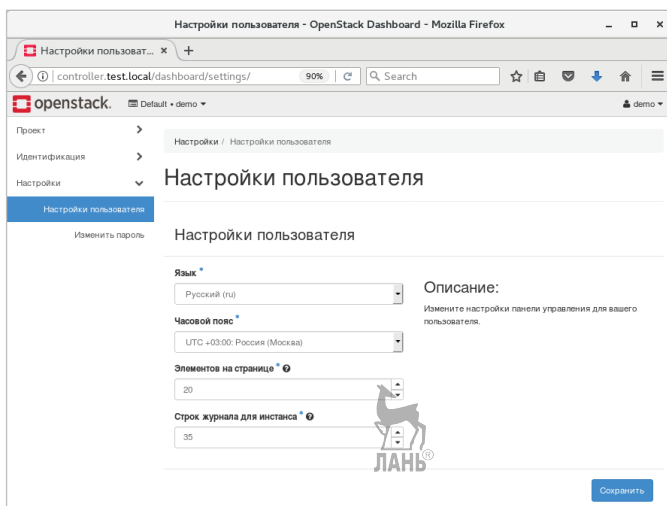 Настройки пользователя - OpenStack Dashboard - Mozilla Firefox
Настройки пользоват...
controller.test.local/dashboard/settings/
90%
Search
openstack.
Default • demo
demo
Проект
Идентификация
Настройки
Настройки пользователя
Изменить пароль
Настройки / Настройки пользователя
Настройки пользователя
Настройки пользователя
Язык *
Русский (ru)
Часовой пояс *
UTC +03:00: Россия (Москва)
Элементов на странице *
20
Строк журнала для инстанса *
35
Описание:
Измените настройки панели управления для вашего
пользователя.
ЛАНЬ®
Сохранить